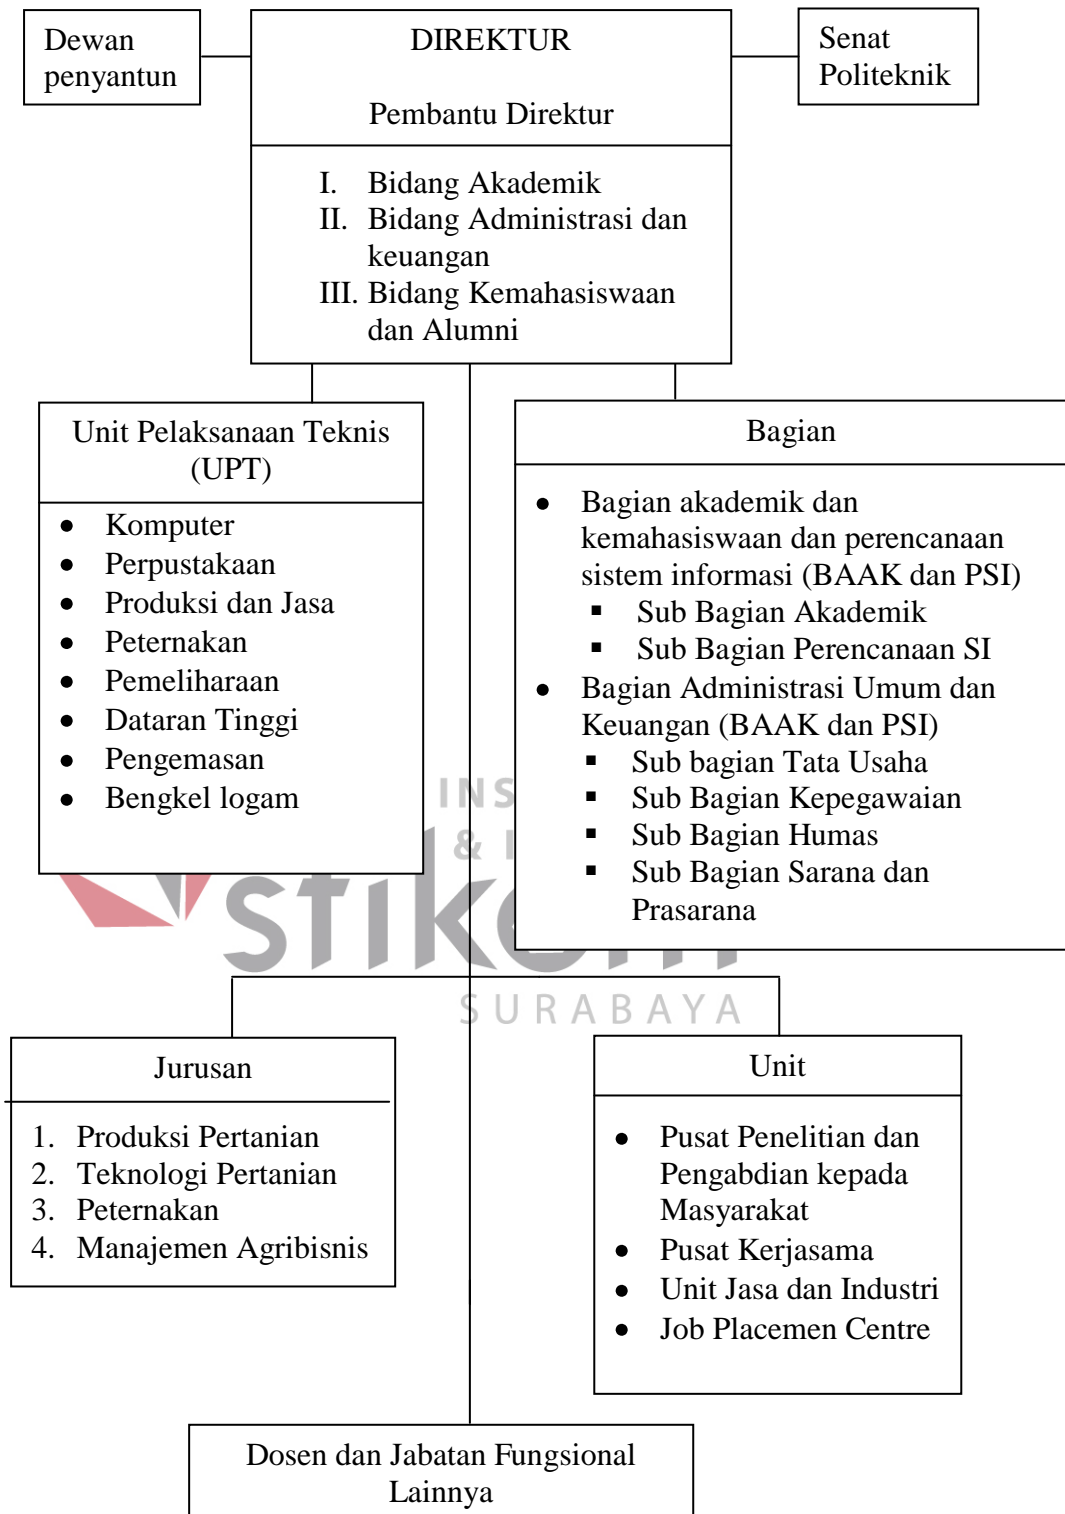 Dewan
penyantun
DIREKTUR
Pembantu Direktur
Senat
Politeknik
I. Bidang Akademik
II. Bidang Administrasi dan
keuangan
III. Bidang Kemahasiswaan
dan Alumni
Unit Pelaksanaan Teknis
(UPT)
• Komputer
• Perpustakaan
• Produksi dan Jasa
• Peternakan
• Pemeliharaan
• Dataran Tinggi
• Pengemasan
• Bengkel logam
Bagian
• Bagian akademik dan
kemahasiswaan dan perencanaan
sistem informasi (BAAK dan PSI)
▪ Sub Bagian Akademik
▪ Sub Bagian Perencanaan SI
• Bagian Administrasi Umum dan
Keuangan (BAAK dan PSI)
▪ Sub bagian Tata Usaha
▪ Sub Bagian Kepegawaian
▪ Sub Bagian Humas
▪ Sub Bagian Sarana dan
Prasarana
INS
& I
stikom
SURABAYA
Jurusan
1. Produksi Pertanian
2. Teknologi Pertanian
3. Peternakan
4. Manajemen Agribisnis
Unit
• Pusat Penelitian dan
Pengabdian kepada
Masyarakat
• Pusat Kerjasama
• Unit Jasa dan Industri
• Job Placemen Centre
Dosen dan Jabatan Fungsional
Lainnya